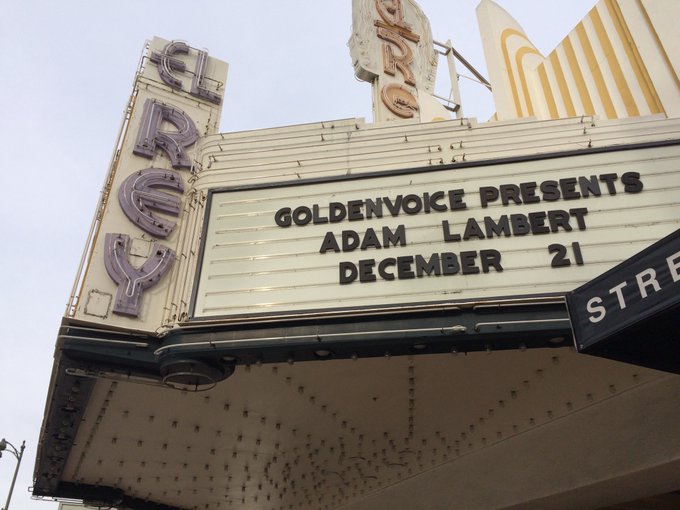 EL
REY
GOLDENVOICE PRESENTS
ADAM LAMBERT
DECEMBER 21
STRE